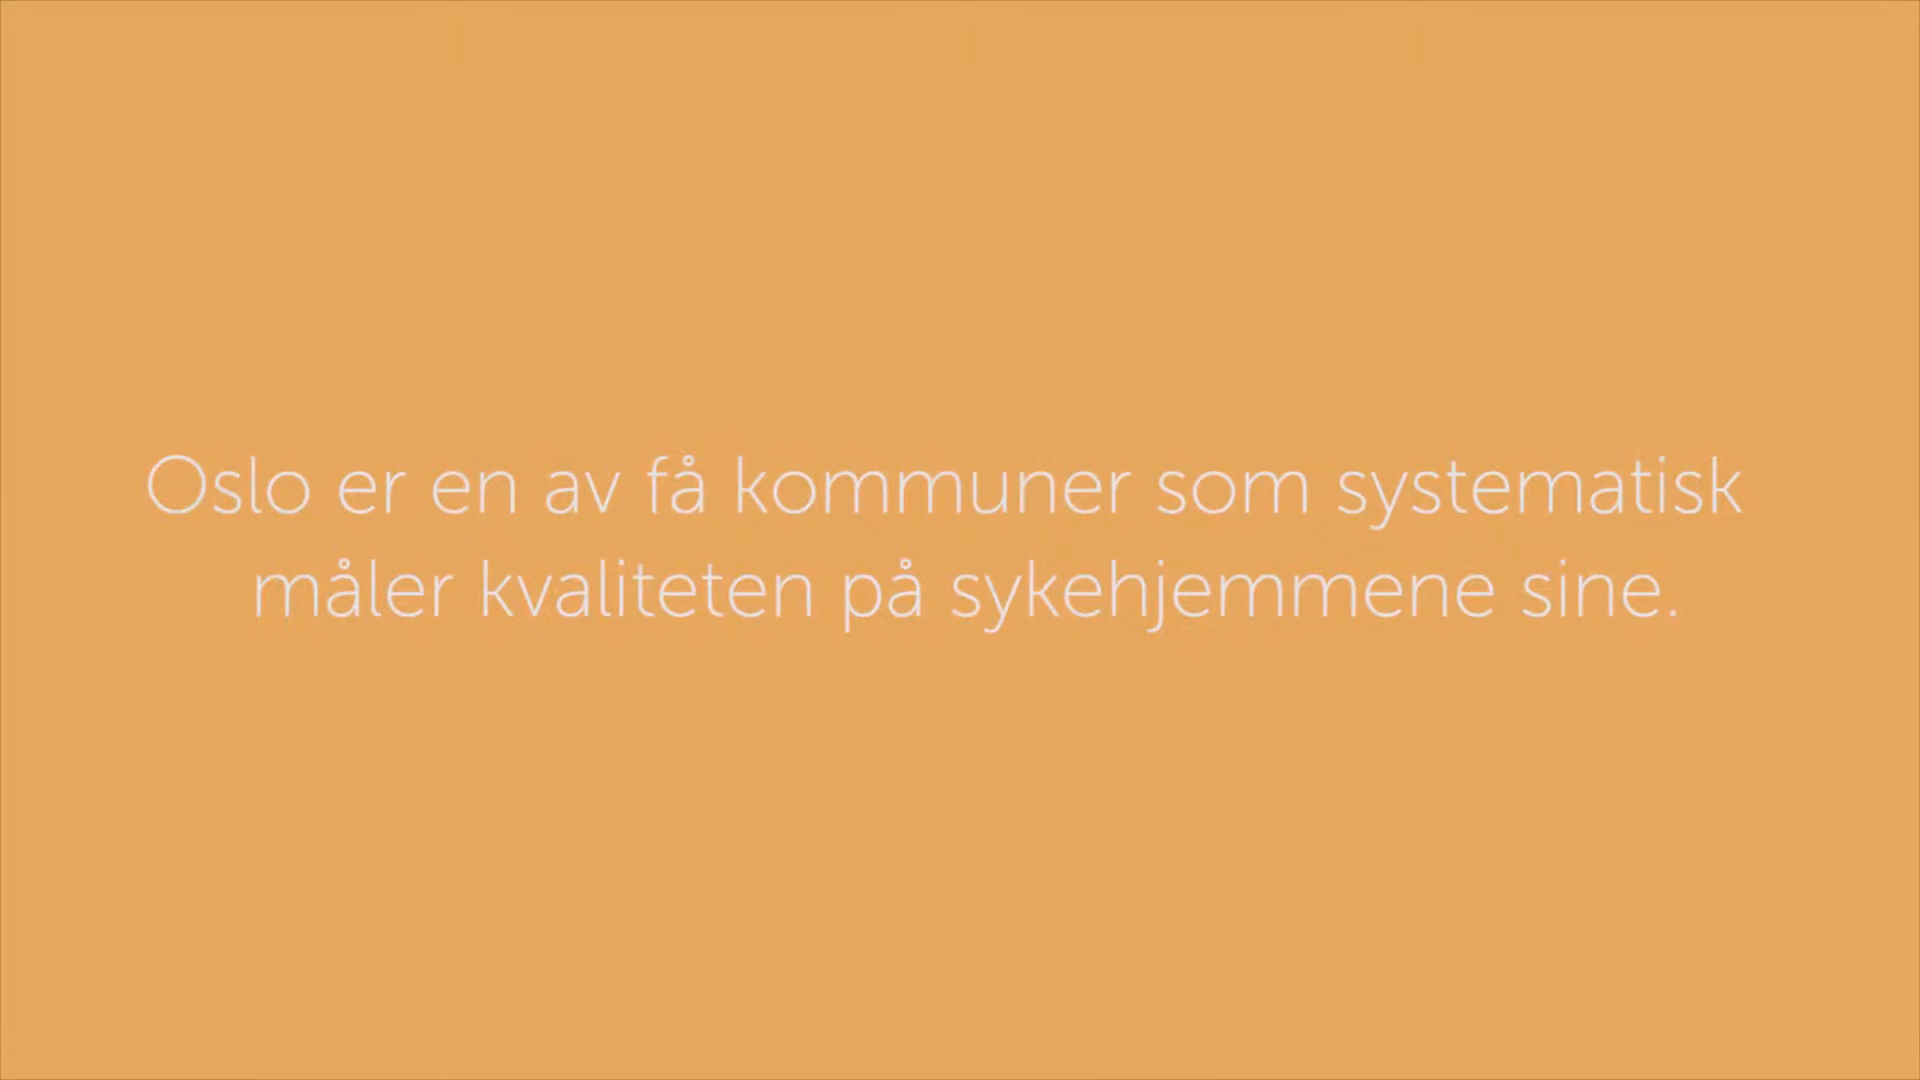 Oslo er en av få kommuner som systematisk
måler kvaliteten på sykehjemmene sine.